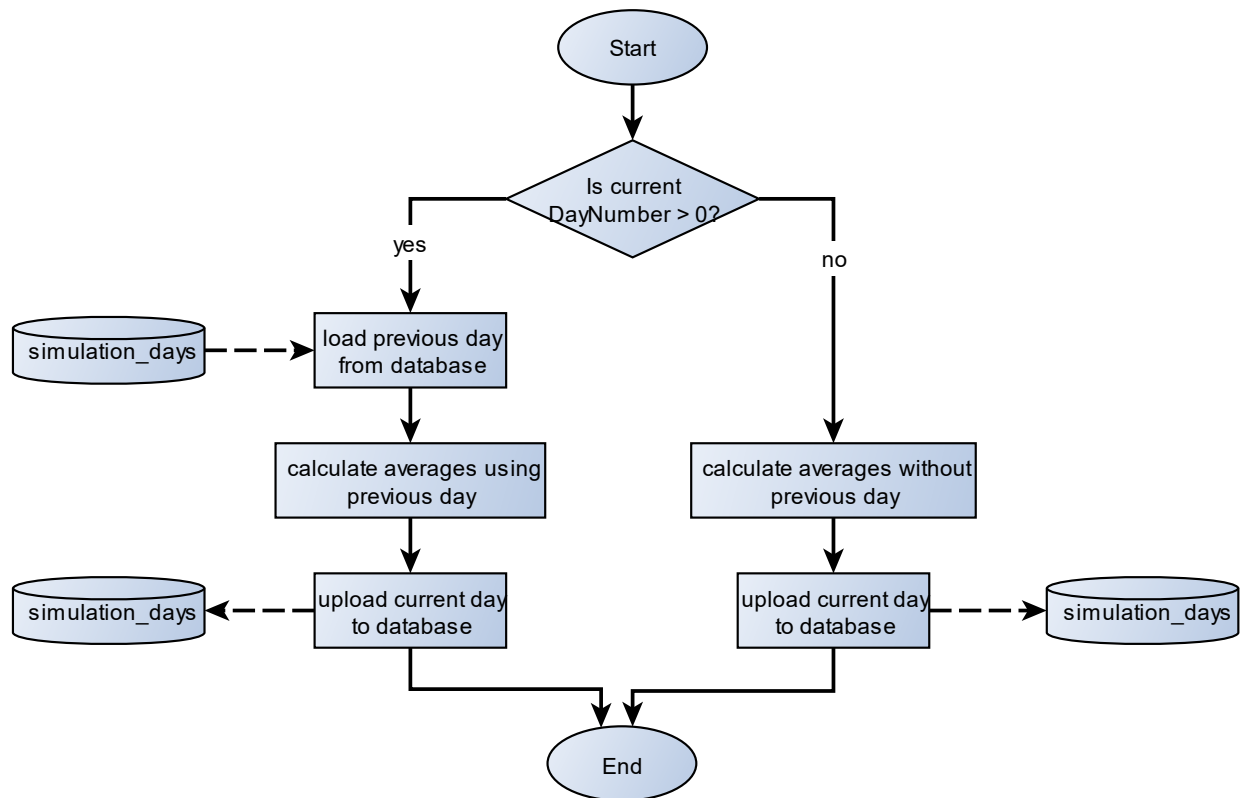 Start
Is current
DayNumber > 0?
yes
no
simulation_days
load previous day
from database
calculate averages using
previous day
calculate averages without
previous day
simulation_days
upload current day
to database
upload current day
to database
simulation_days
End